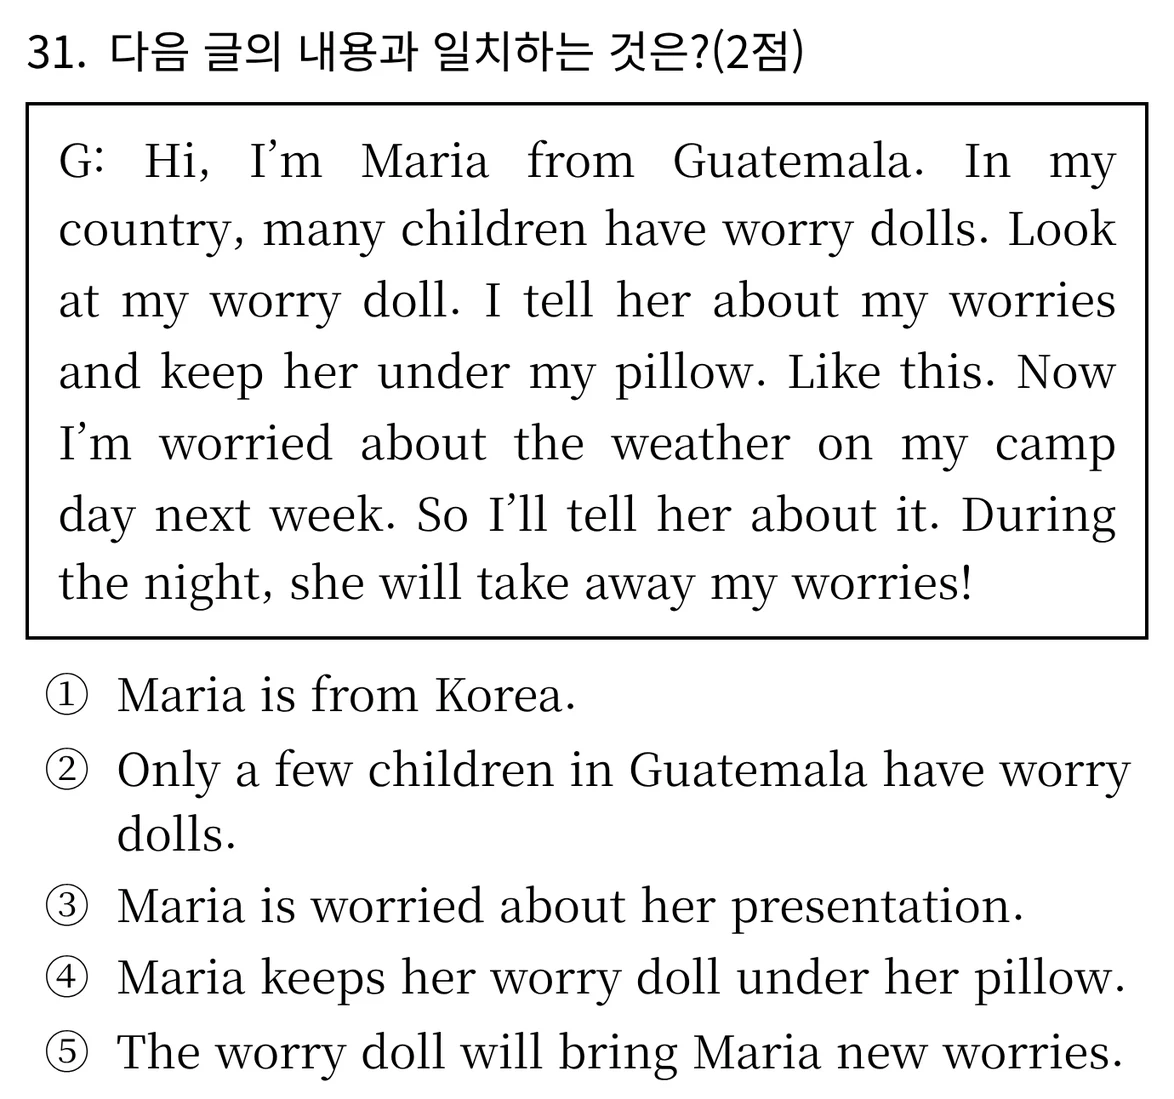 31. 다음 글의 내용과 일치하는 것은?(2점)
G: Hi, I’m Maria from Guatemala. In my
country, many children have worry dolls. Look
at my worry doll. I tell her about my worries
and keep her under my pillow. Like this. Now
I’m worried about the weather on my camp
day next week. So I’ll tell her about it. During
the night, she will take away my worries!
① Maria is from Korea.
② Only a few children in Guatemala have worry
dolls.
③ Maria is worried about her presentation.
④ Maria keeps her worry doll under her pillow.
⑤ The worry doll will bring Maria new worries.